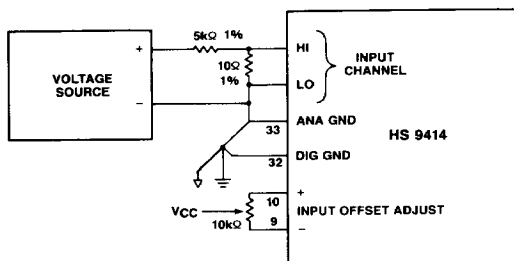 5kΩ 1%
+
HI
10Ω
1%
INPUT
CHANNEL
VOLTAGE
SOURCE
LO
−
ANA GND
33
HS 9414
DIG GND
32
+
10
VCC
INPUT OFFSET ADJUST
10kΩ
9
−